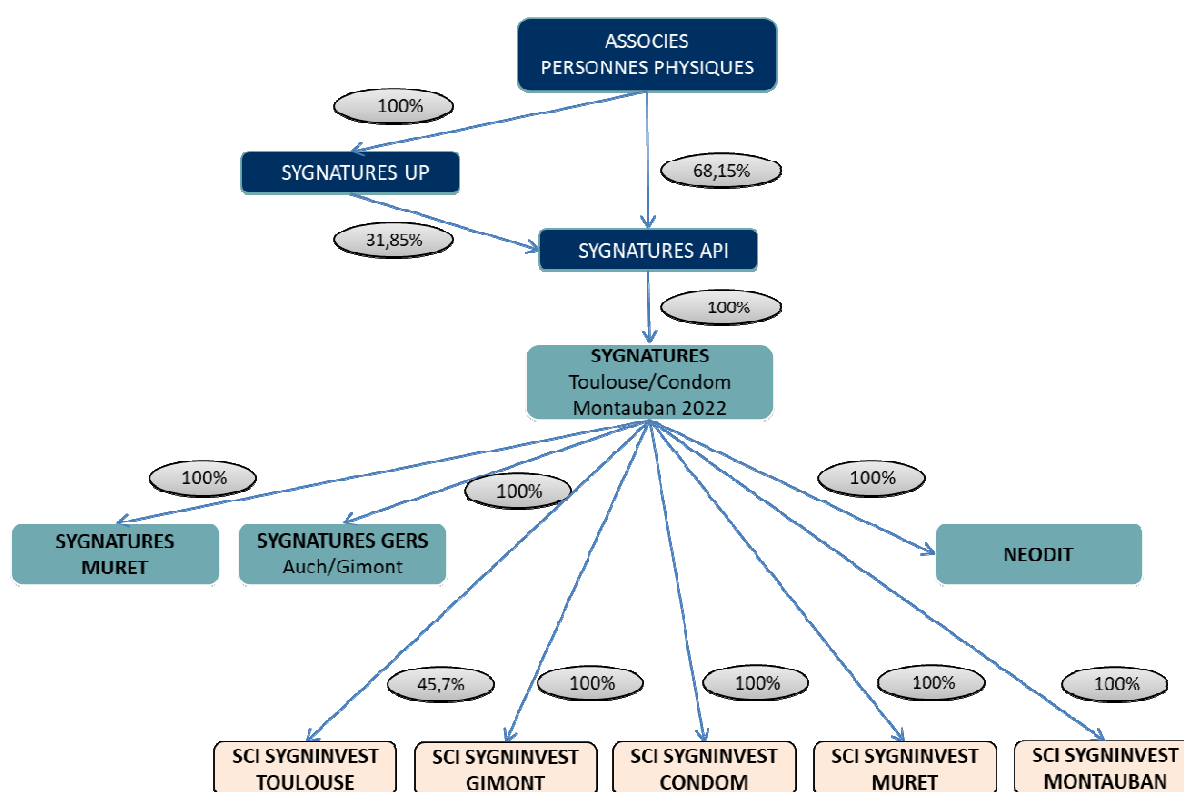 ASSOCIES
PERSONNES PHYSIQUES
100%
SYGNATURES UP
68,15%
31,85%
SYGNATURES API
100%
SYGNATURES
Toulouse/Condom
Montauban 2022
100%
100%
100%
SYGNATURES
MURET
SYGNATURES GERS
Auch/Gimont
NEODIT
45,7%
100%
100%
100%
100%
SCI SYGNINVEST
TOULOUSE
SCI SYGNINVEST
GIMONT
SCI SYGNINVEST
CONDOM
SCI SYGNINVEST
MURET
SCI SYGNINVEST
MONTAUBAN